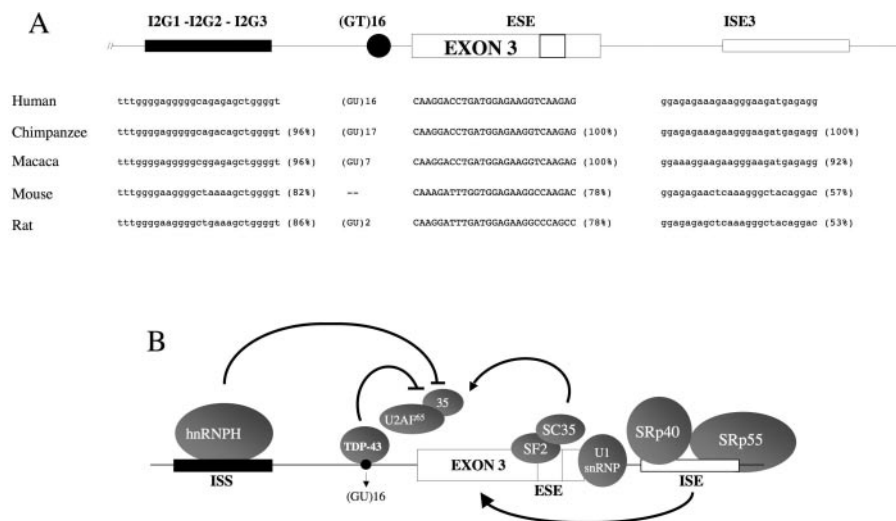 A
I2G1 -I2G2 - I2G3 (GT)16 ESE ISE3
//
EXON 3
Human tttggggagggggcagagagctggggt (GU)16 CAAGGACCTGATGGAGAAGGTCAAGAG ggagagaaagaagggaagatgagagg
Chimpanzee tttggggagggggcagacagctggggt (96%) (GU)17 CAAGGACCTGATGGAGAAGGTCAAGAG (100%) ggagagaaagaagggaagatgagagg (100%)
Macaca tttggggagggggcggagagctggggt (96%) (GU)7 CAAGGACCTGATGGAGAAGGTCAAGAG (100%) ggaaaggaagaagggaagatgagagg (92%)
Mouse tttggggaaggggctaaaagctggggt (82%) -- CAAAGATTTGGTGGAGAAGGCCAAGAC (78%) ggagagaactcaaagggctacaggac (57%)
Rat tttggggaaggggctgaaagctggggt (86%) (GU)2 CAAGGATTTGATGGAGAAGGCCCAGCC (78%) ggagagagctcaaagggctacaggac (53%)
B
35
U2AF65
hnRNPH
TDP-43
SF2
SC35
U1
snRNP
SRp40
SRp55
EXON 3
ISS
ESE
ISE
(GU)16